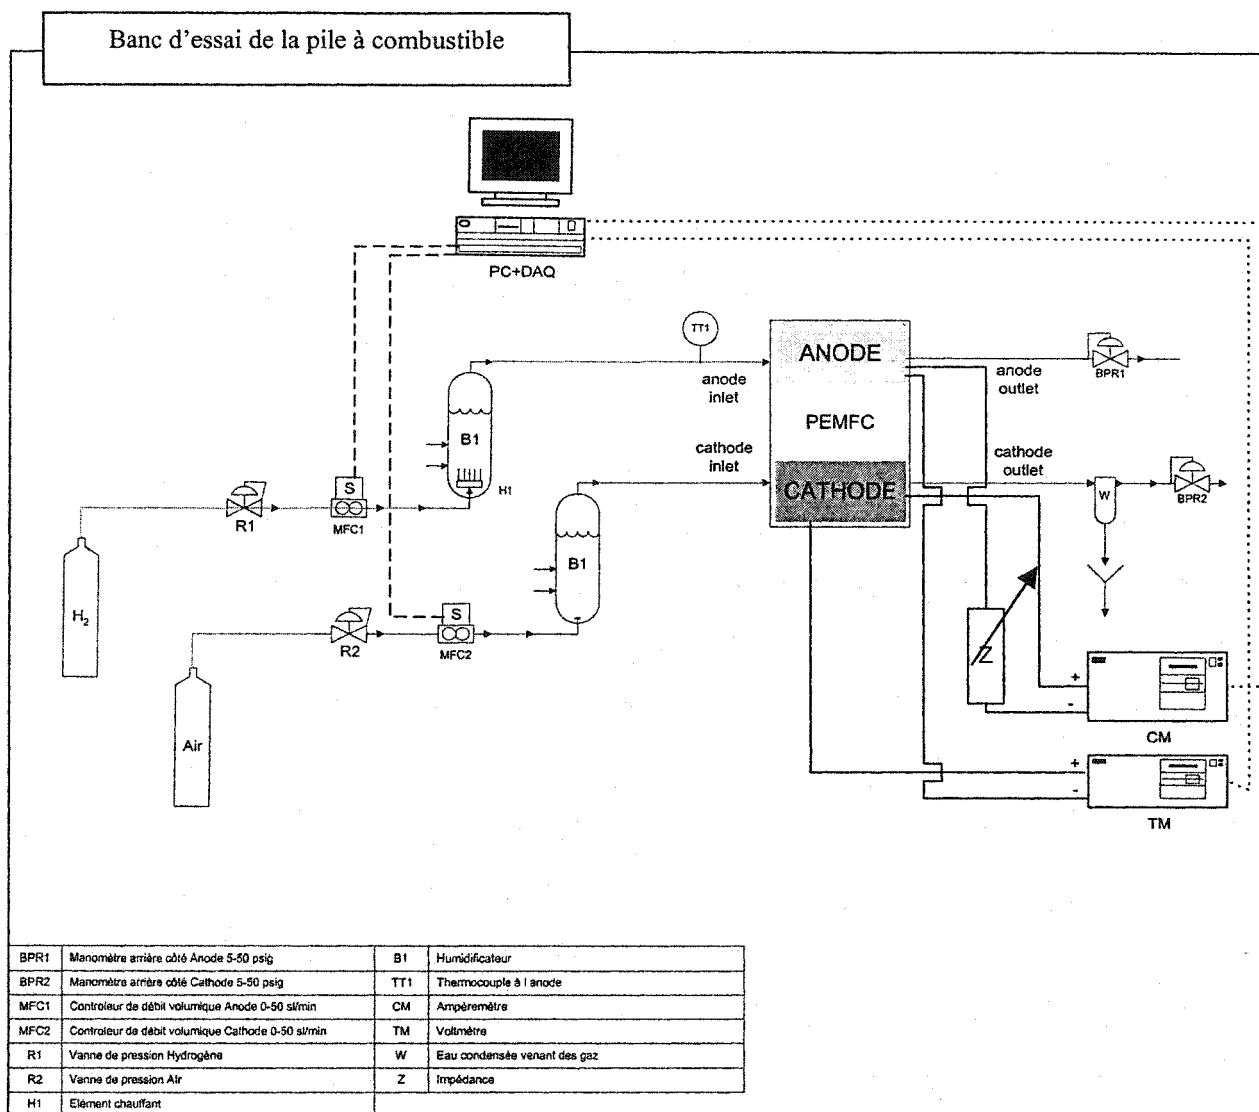 Banc d'essai de la pile à combustible
PC+DAQ
TT1
ANODE
anode
inlet
anode
outlet
BPR1
B1
PEMFC
H1
cathode
inlet
cathode
outlet
CATHODE
W
BPR2
S
R1
MFC1
B1
H2
S
R2
MFC2
Z
+
-
CM
Air
+
-
TM
BPR1 Manomètre arrière côté Anode 5-50 psig B1 Humidificateur
BPR2 Manomètre arrière côté Cathode 5-50 psig TT1 Thermocouple à l anode
MFC1 Controleur de débit volumique Anode 0-50 sl/min CM Ampèremètre
MFC2 Controleur de débit volumique Cathode 0-50 sl/min TM Voltmètre
R1 Vanne de pression Hydrogène W Eau condensée venant des gaz
R2 Vanne de pression Air Z Impédance
H1 Elément chauffant